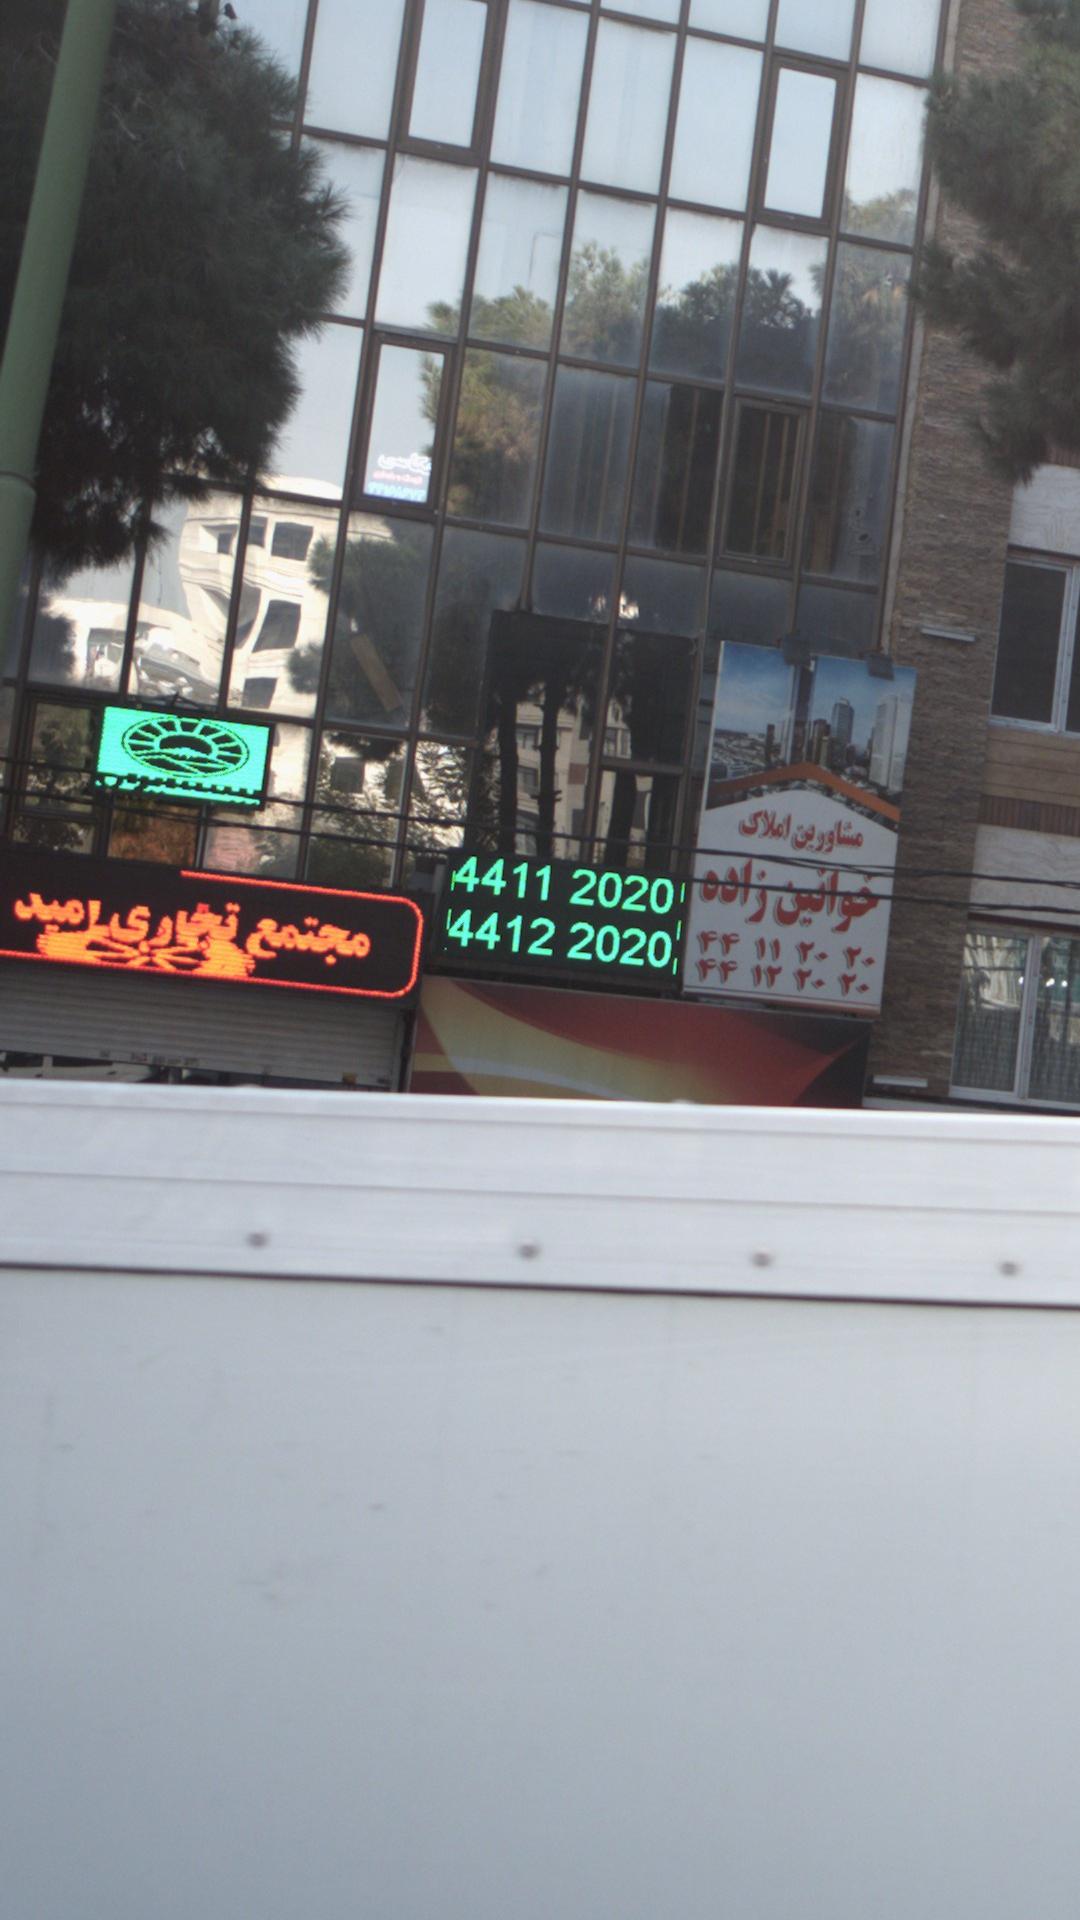 مجتمع تجاری امید
4411 2020
4412 2020
مشاورین املاک
خوانین زاده
۴۴ ۱۱ ۲۰ ۲۰
۴۴ ۱۲ ۲۰ ۲۰